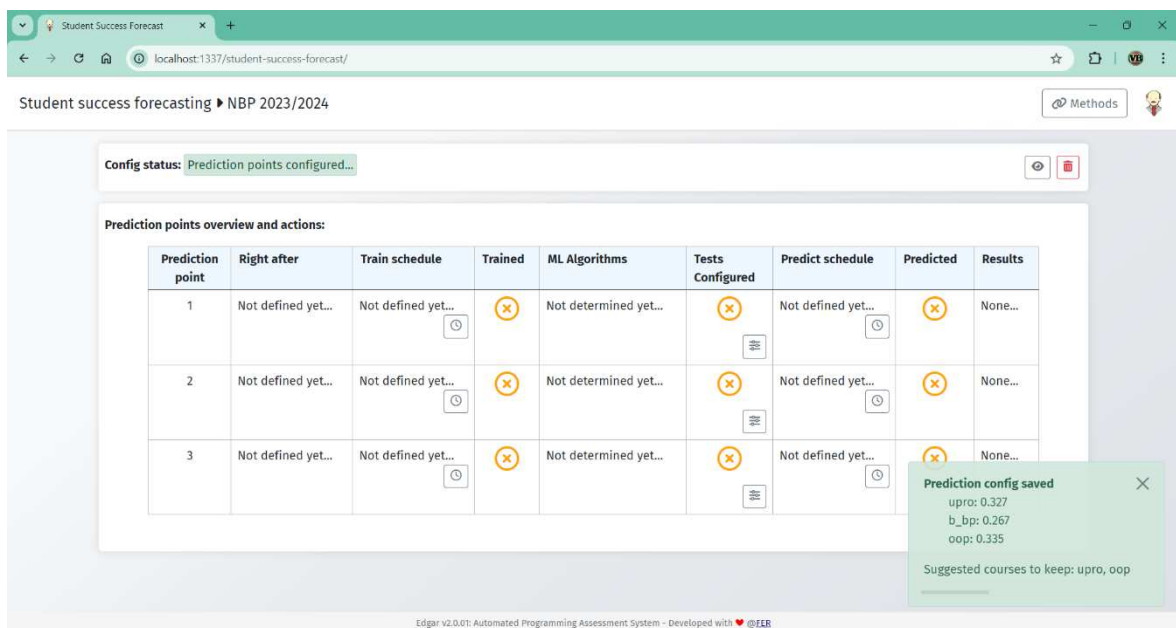 Student Success Forecast
localhost:1337/student-success-forecast/
VB
Student success forecasting ▸ NBP 2023/2024
Methods
Config status: Prediction points configured...
Prediction points overview and actions:
Prediction point Right after Train schedule Trained ML Algorithms Tests Configured Predict schedule Predicted Results
1 Not defined yet... Not defined yet... Not determined yet... Not defined yet... None...
2 Not defined yet... Not defined yet... Not determined yet... Not defined yet... None...
3 Not defined yet... Not defined yet... Not determined yet... Not defined yet... None...
Prediction config saved
upro: 0.327
b_bp: 0.267
oop: 0.335
Suggested courses to keep: upro, oop
Edgar v2.0.01: Automated Programming Assessment System - Developed with ♥ @FER